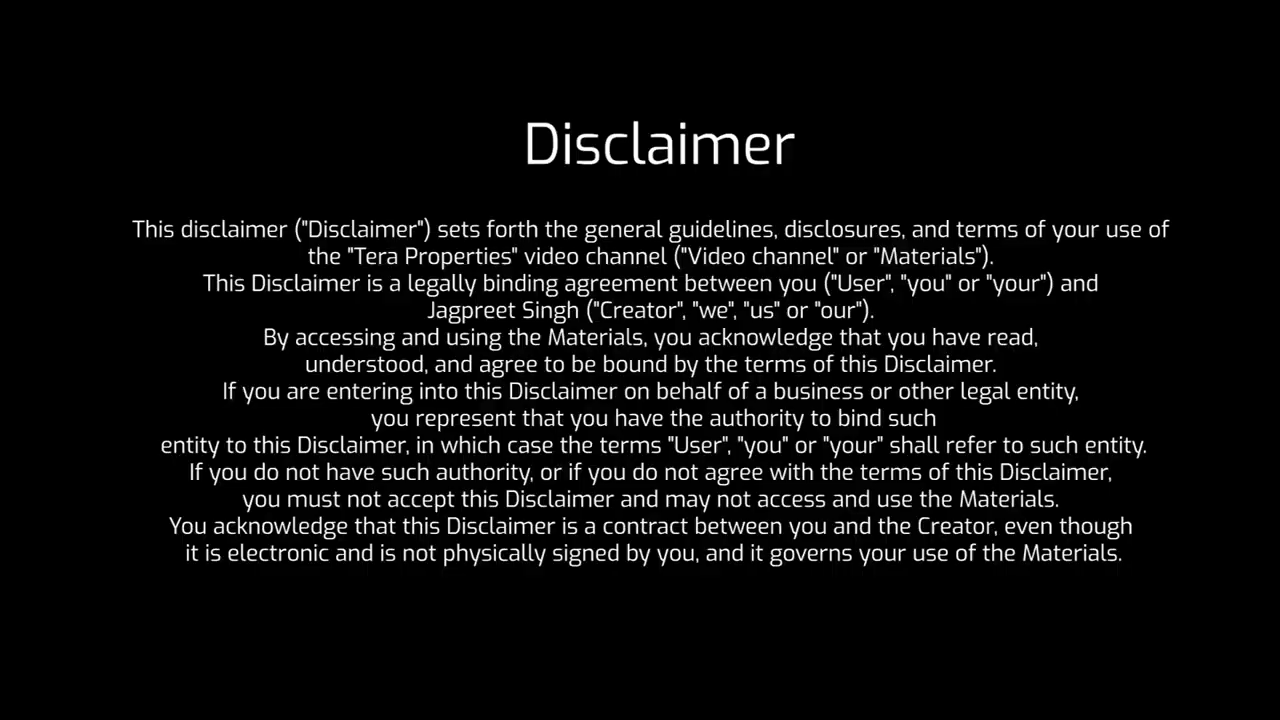 Disclaimer
This disclaimer ("Disclaimer") sets forth the general guidelines, disclosures, and terms of your use of
the "Tera Properties" video channel ("Video channel" or "Materials").
This Disclaimer is a legally binding agreement between you ("User", "you" or "your") and
Jagpreet Singh ("Creator", "we", "us" or "our").
By accessing and using the Materials, you acknowledge that you have read,
understood, and agree to be bound by the terms of this Disclaimer.
If you are entering into this Disclaimer on behalf of a business or other legal entity,
you represent that you have the authority to bind such
entity to this Disclaimer, in which case the terms "User", "you" or "your" shall refer to such entity.
If you do not have such authority, or if you do not agree with the terms of this Disclaimer,
you must not accept this Disclaimer and may not access and use the Materials.
You acknowledge that this Disclaimer is a contract between you and the Creator, even though
it is electronic and is not physically signed by you, and it governs your use of the Materials.